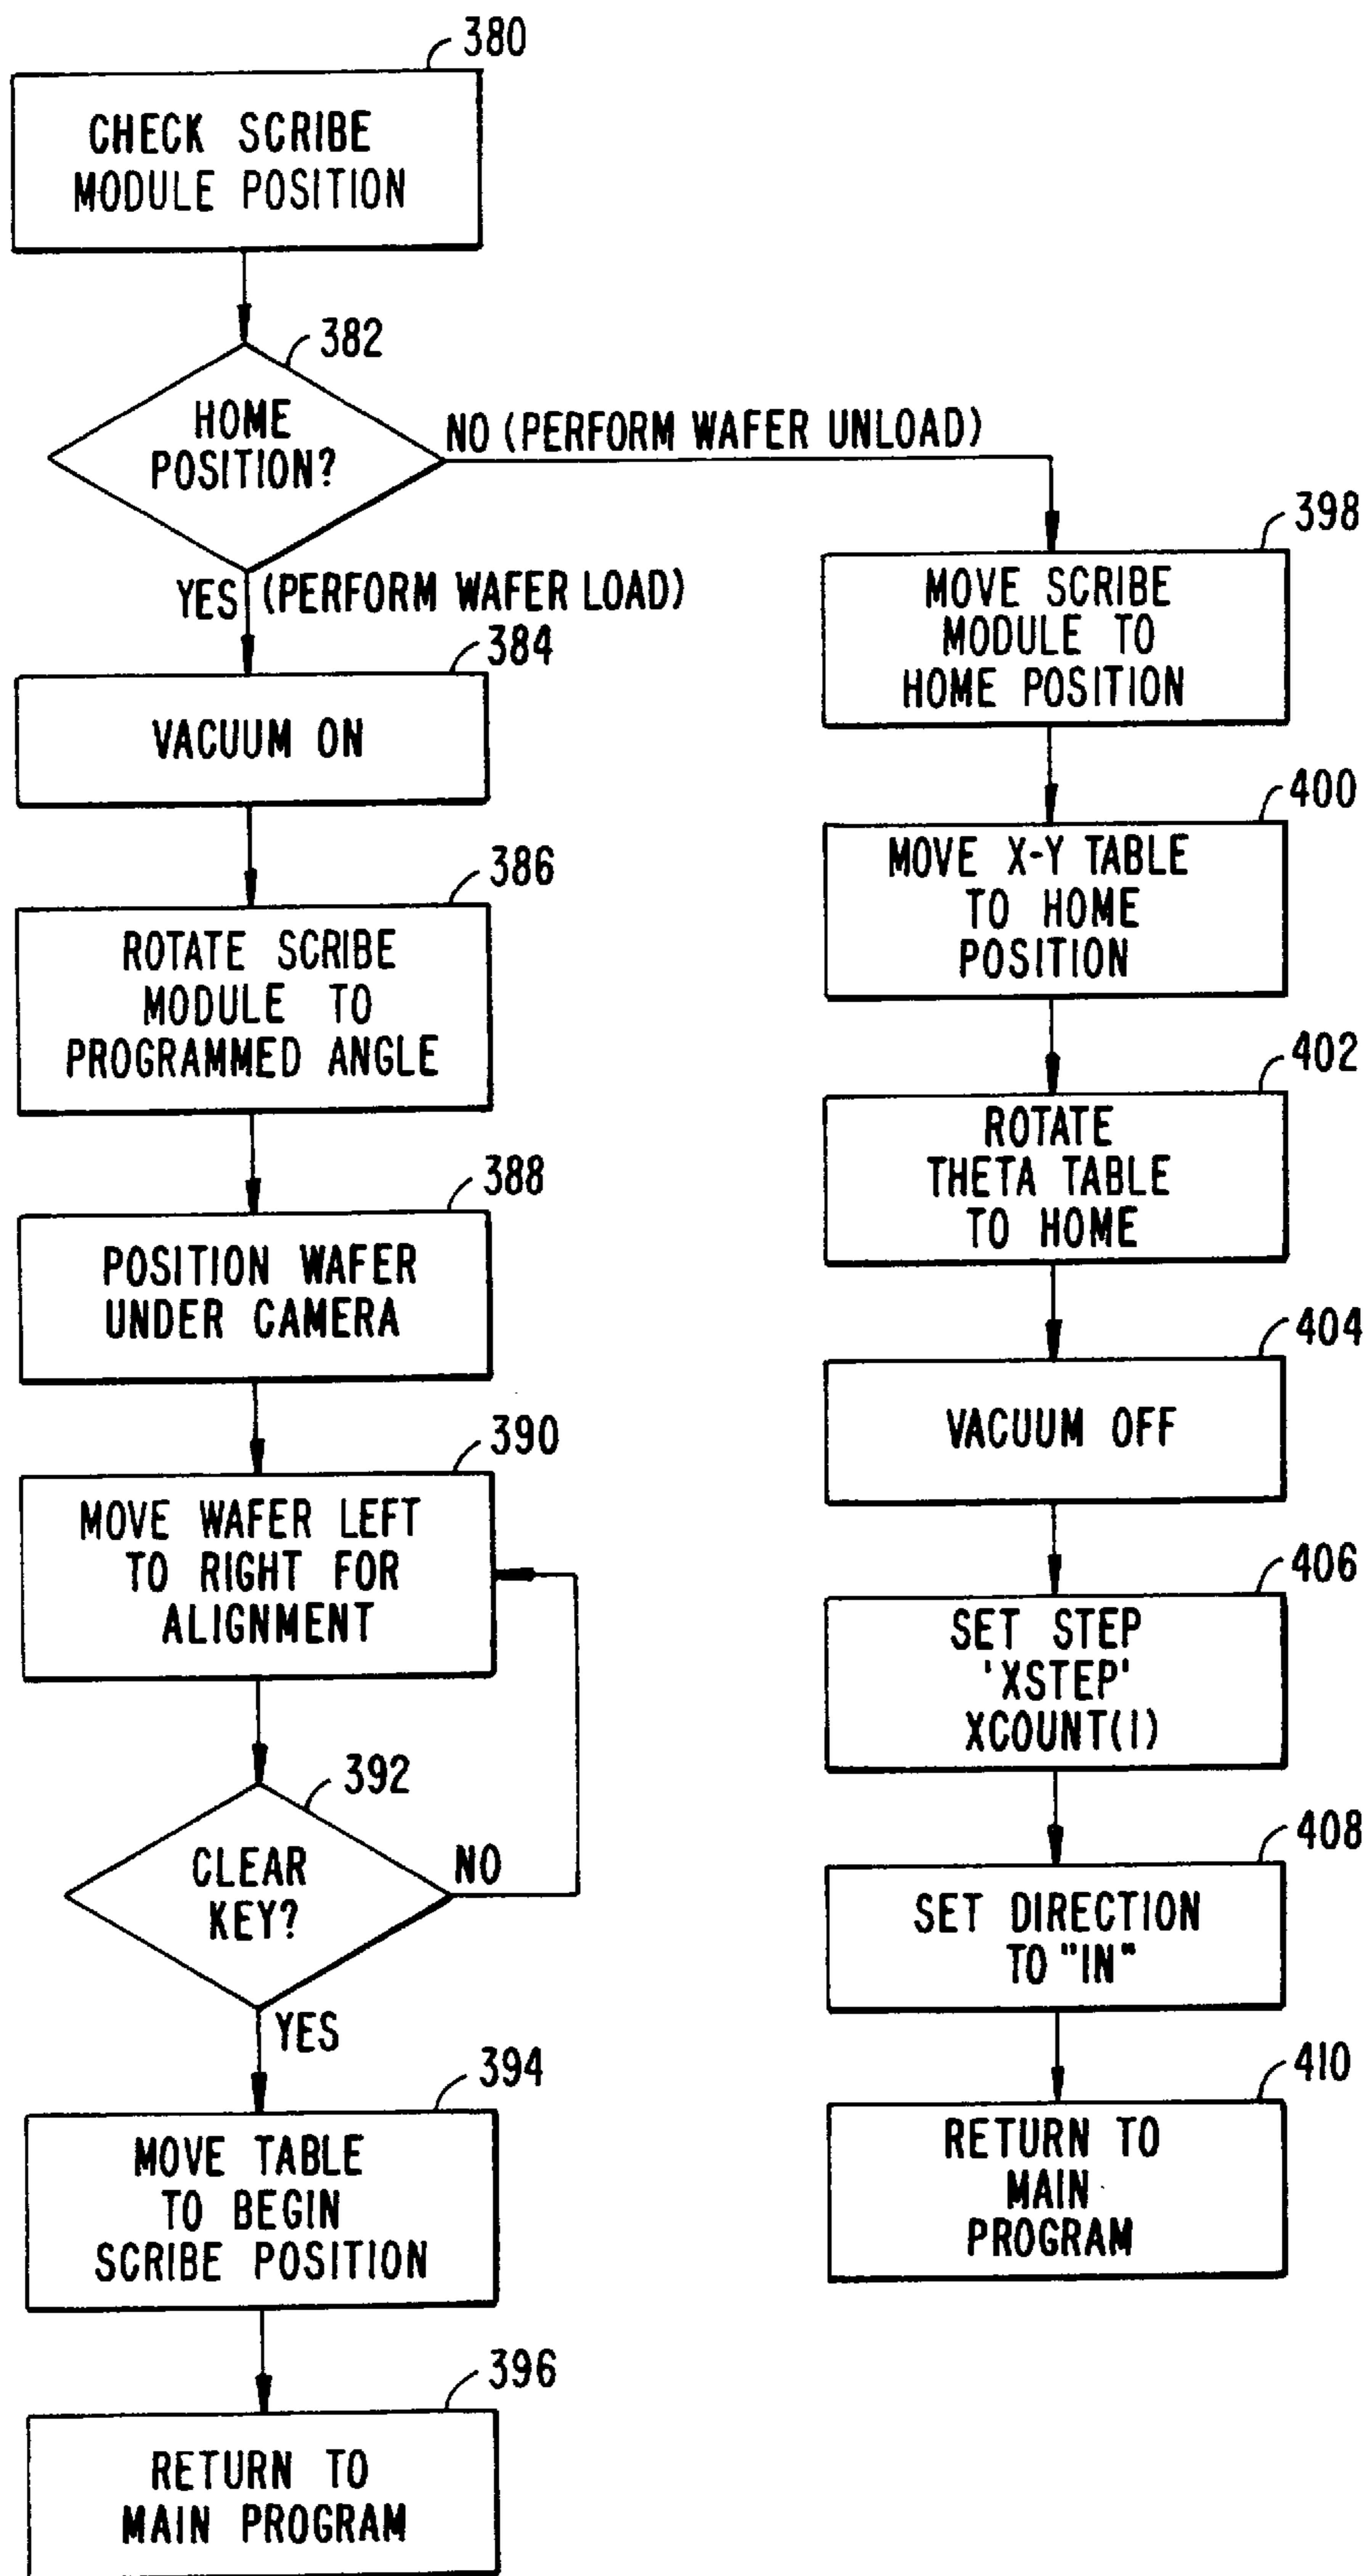 380
CHECK SCRIBE
MODULE POSITION
382
HOME
POSITION?
NO (PERFORM WAFER UNLOAD)
YES (PERFORM WAFER LOAD)
384
VACUUM ON
386
ROTATE SCRIBE
MODULE TO
PROGRAMMED ANGLE
388
POSITION WAFER
UNDER CAMERA
390
MOVE WAFER LEFT
TO RIGHT FOR
ALIGNMENT
392
CLEAR
KEY?
NO
YES
394
MOVE TABLE
TO BEGIN
SCRIBE POSITION
396
RETURN TO
MAIN PROGRAM
398
MOVE SCRIBE
MODULE TO
HOME POSITION
400
MOVE X-Y TABLE
TO HOME
POSITION
402
ROTATE
THETA TABLE
TO HOME
404
VACUUM OFF
406
SET STEP
'XSTEP'
XCOUNT(1)
408
SET DIRECTION
TO "IN"
410
RETURN TO
MAIN
PROGRAM